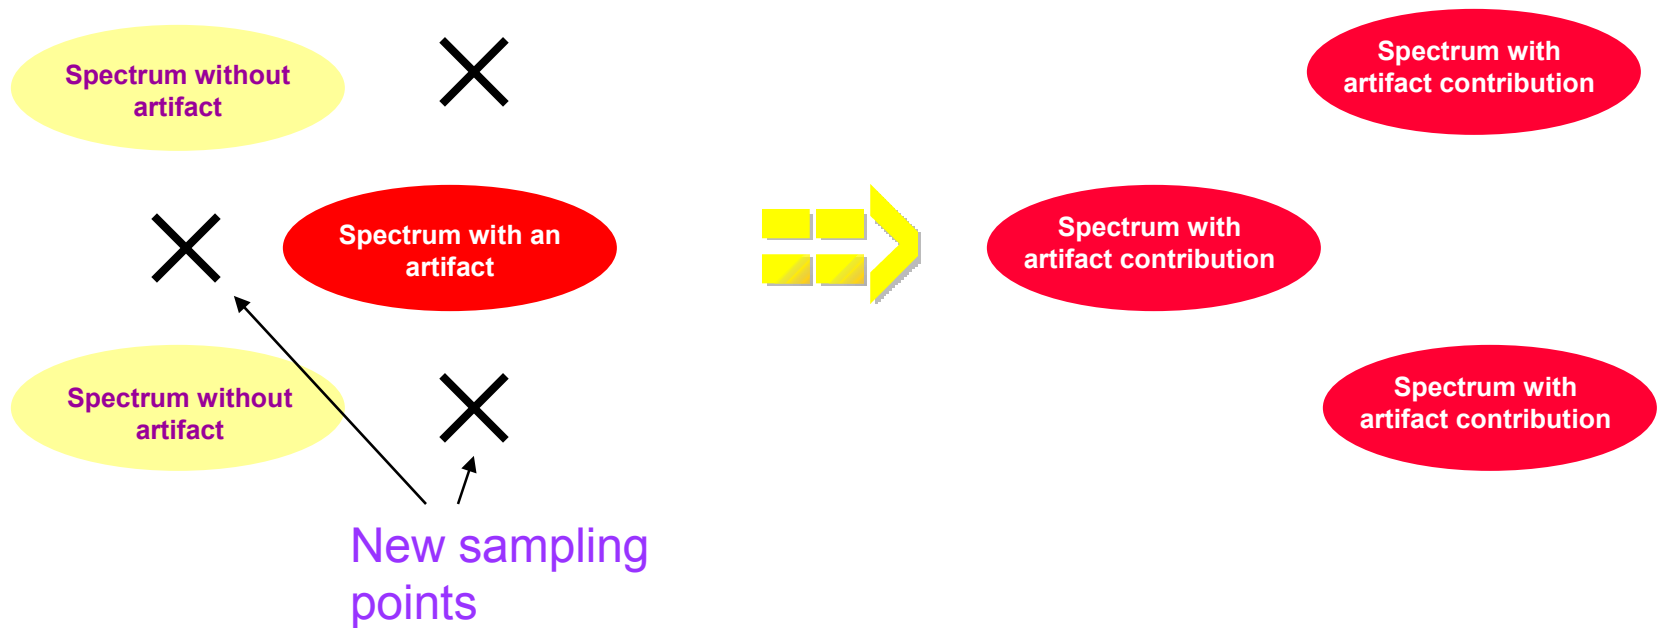 Spectrum without
artifact
Spectrum with an
artifact
Spectrum without
artifact
New sampling
points
Spectrum with
artifact contribution
Spectrum with
artifact contribution
Spectrum with
artifact contribution